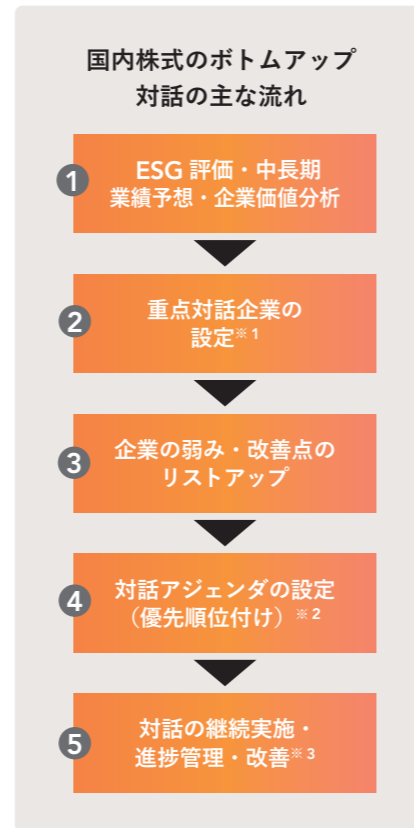 国内株式のボトムアップ
対話の主な流れ
1
ESG 評価・中長期
業績予想・企業価値分析
2
重点対話企業の
設定※1
3
企業の弱み・改善点の
リストアップ
4
対話アジェンダの設定
（優先順位付け）※2
5
対話の継続実施・
進捗管理・改善※3